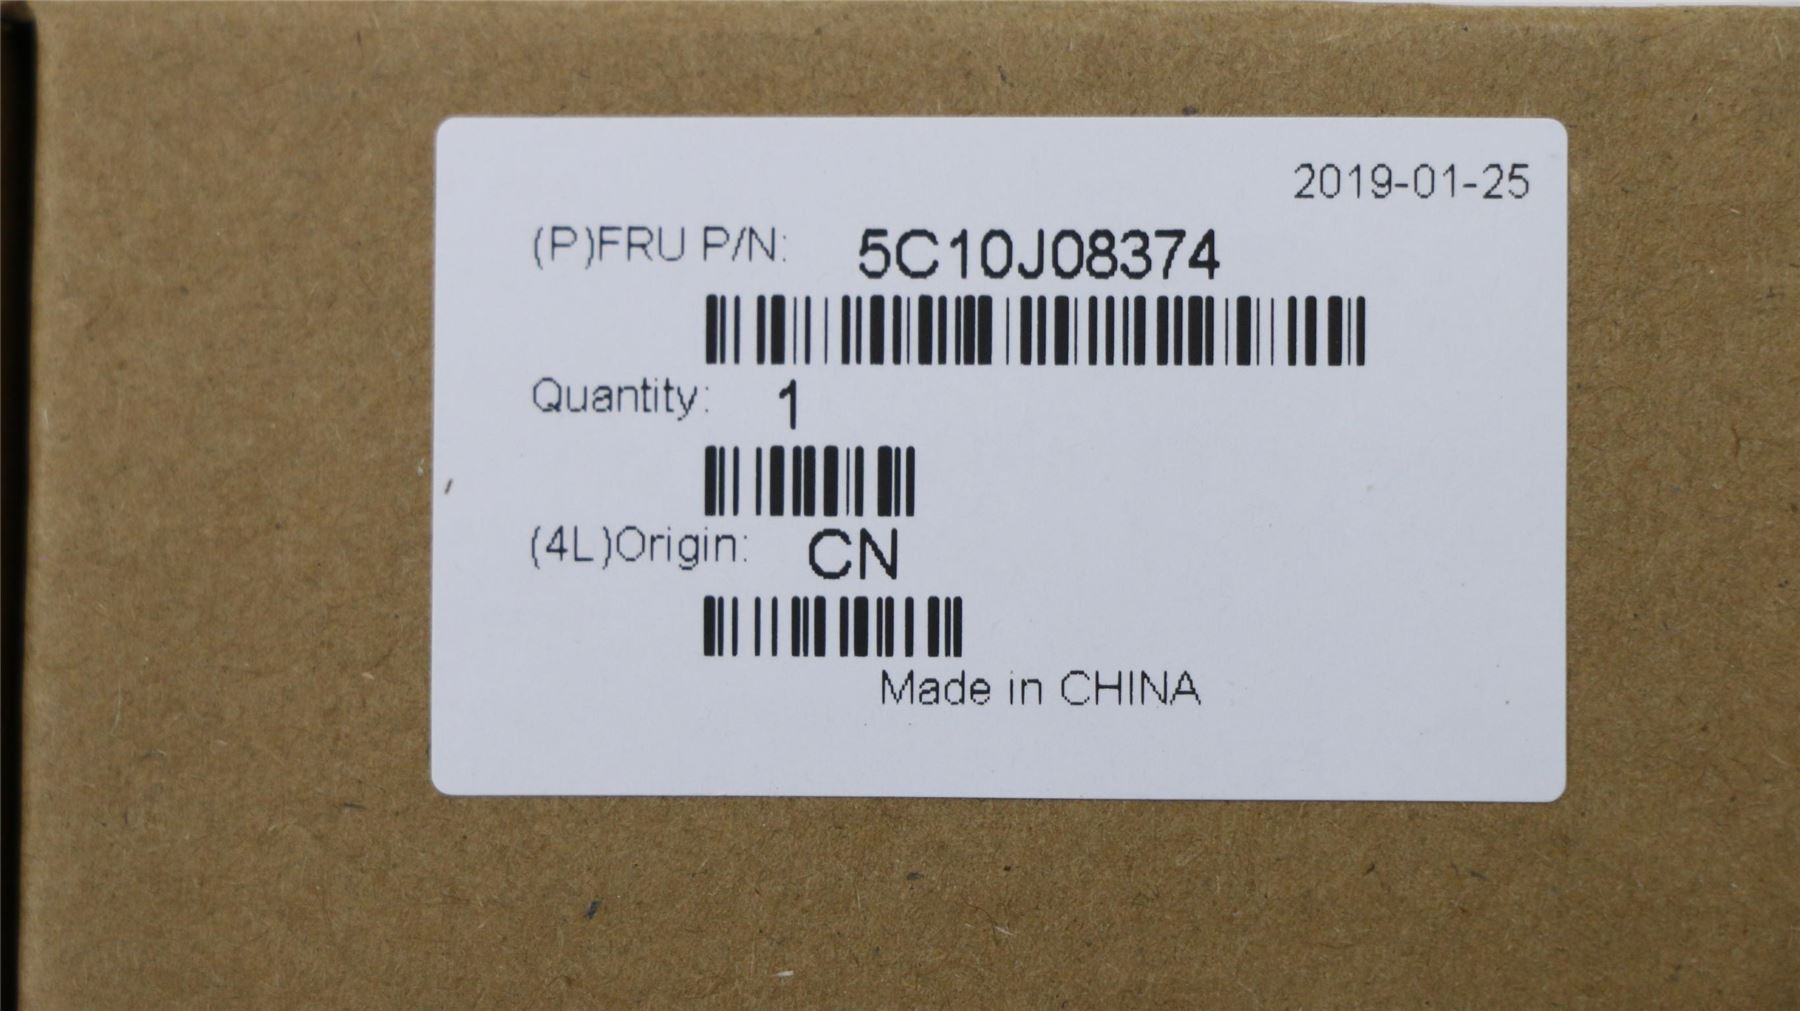 2019-01-25
(P)FRU P/N: 5C10J08374
Quantity: 1
(4L)Origin: CN
Made in CHINA